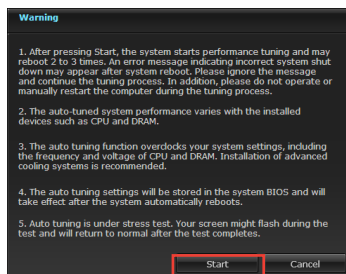 Warning
1. After pressing Start, the system starts performance tuning and may
reboot 2 to 3 times. An error message indicating incorrect system shut
down may appear after system reboot. Please ignore the message
and continue the tuning process. In addition, please do not operate or
manually restart the computer during the tuning process.
2. The auto-tuned system performance varies with the installed
devices such as CPU and DRAM.
3. The auto tuning function overclocks your system settings, including
the frequency and voltage of CPU and DRAM. Installation of advanced
cooling systems is recommended.
4. The auto tuning settings will be stored in the system BIOS and will
take effect after the system automatically reboots.
5. Auto tuning is under stress test. Your screen might flash during the
test and will return to normal after the test completes.
Start Cancel